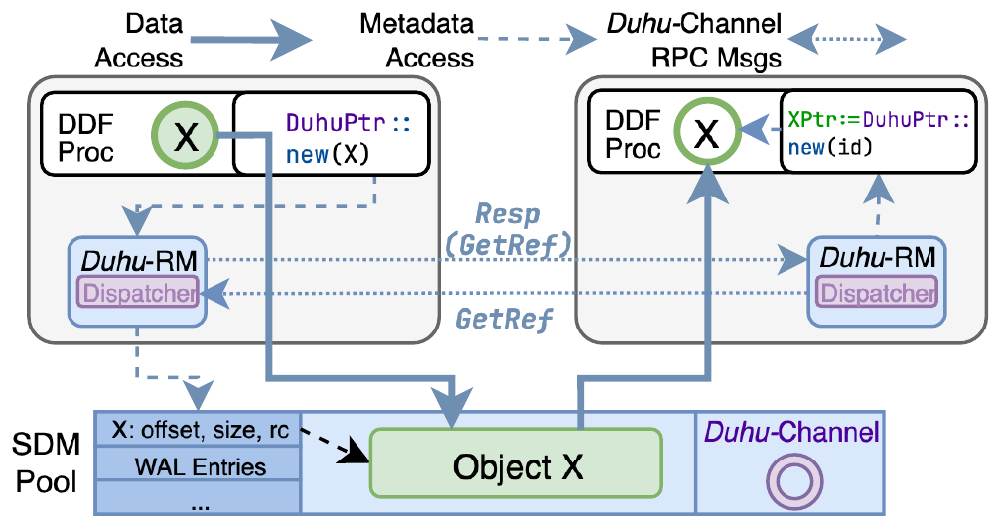 Data
Access
Metadata
Access
Duhu-Channel
RPC Msgs
DDF
Proc
X
DuhuPtr::
new(X)
DDF
Proc
X
XPtr:=DuhuPtr::
new(id)
Resp
(GetRef)
GetRef
Duhu-RM
Dispatcher
Duhu-RM
Dispatcher
SDM
Pool
X: offset, size, rc
WAL Entries
...
Object X
Duhu-Channel